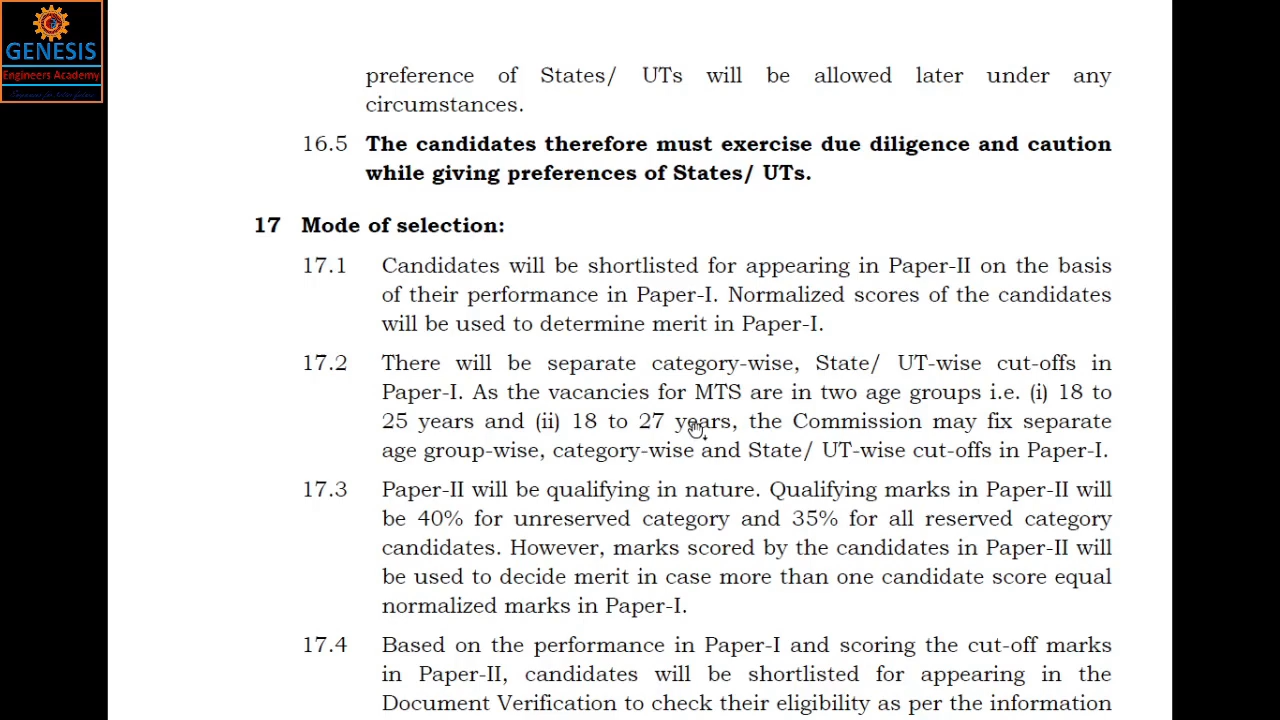 GENESIS
Engineers Academy
preference of States/ UTs will be allowed later under any
circumstances.
16.5 The candidates therefore must exercise due diligence and caution
while giving preferences of States/ UTs.
17 Mode of selection:
17.1 Candidates will be shortlisted for appearing in Paper-II on the basis
of their performance in Paper-I. Normalized scores of the candidates
will be used to determine merit in Paper-I.
17.2 There will be separate category-wise, State/ UT-wise cut-offs in
Paper-I. As the vacancies for MTS are in two age groups i.e. (i) 18 to
25 years and (ii) 18 to 27 years, the Commission may fix separate
age group-wise, category-wise and State/ UT-wise cut-offs in Paper-I.
17.3 Paper-II will be qualifying in nature. Qualifying marks in Paper-II will
be 40% for unreserved category and 35% for all reserved category
candidates. However, marks scored by the candidates in Paper-II will
be used to decide merit in case more than one candidate score equal
normalized marks in Paper-I.
17.4 Based on the performance in Paper-I and scoring the cut-off marks
in Paper-II, candidates will be shortlisted for appearing in the
Document Verification to check their eligibility as per the information